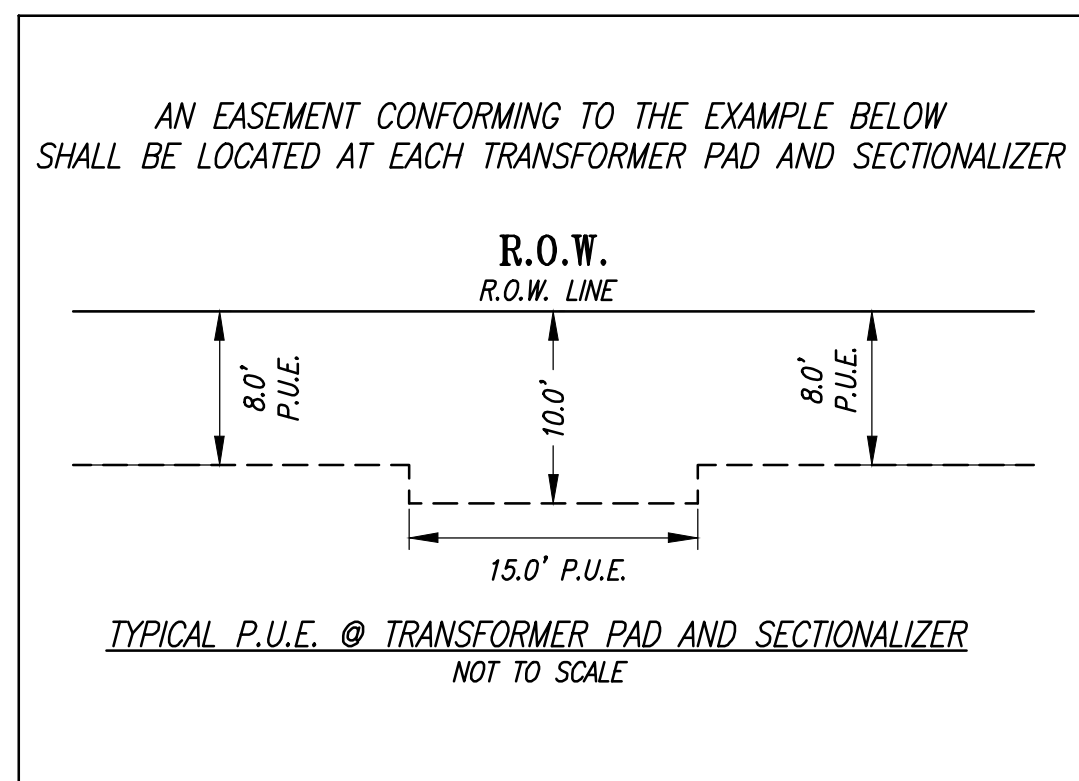 AN EASEMENT CONFORMING TO THE EXAMPLE BELOW
SHALL BE LOCATED AT EACH TRANSFORMER PAD AND SECTIONALIZER
R.O.W.
R.O.W. LINE
8.0'
P.U.E.
10.0'
8.0'
P.U.E.
15.0' P.U.E.
TYPICAL P.U.E. @ TRANSFORMER PAD AND SECTIONALIZER
NOT TO SCALE